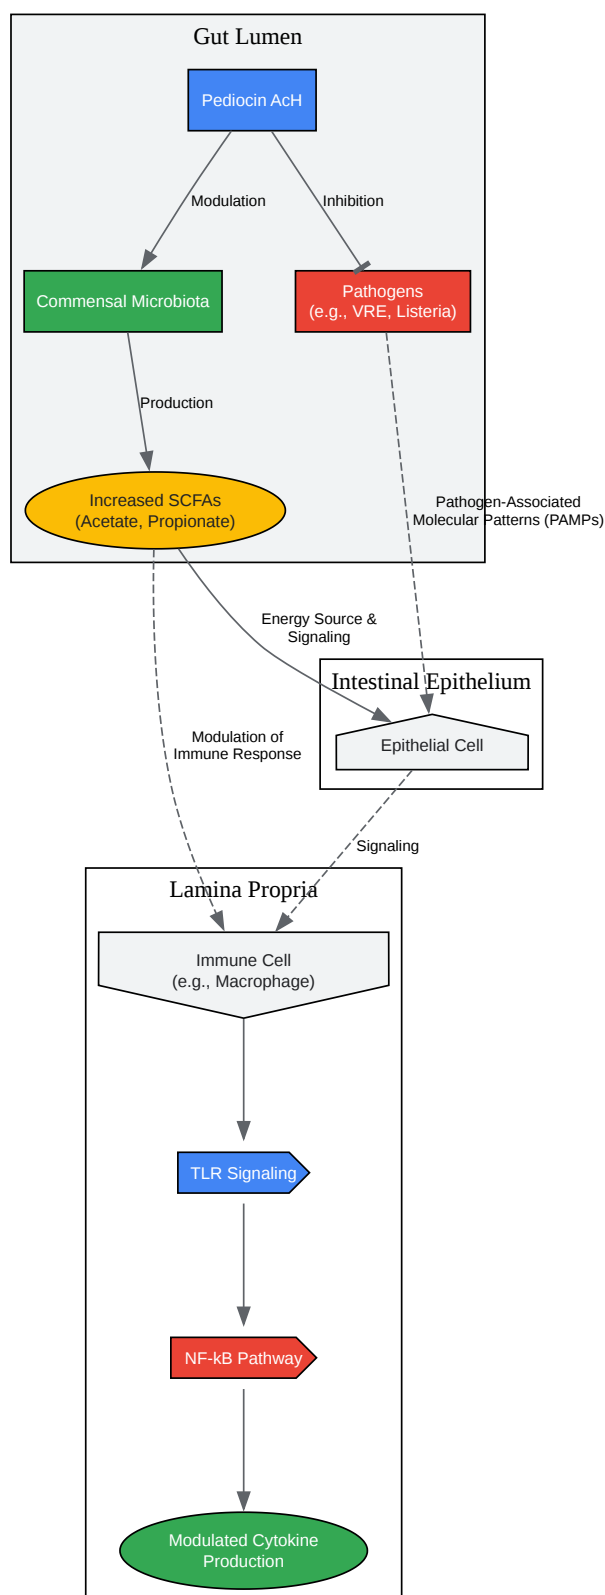 Gut Lumen
Pediocin AcH
Modulation
Inhibition
Commensal Microbiota
Pathogens
(e.g., VRE, Listeria)
Production
Increased SCFAs
(Acetate, Propionate)
Pathogen-Associated
Molecular Patterns (PAMPs)
Energy Source &
Signaling
Intestinal Epithelium
Epithelial Cell
Modulation of
Immune Response
Signaling
Lamina Propria
Immune Cell
(e.g., Macrophage)
TLR Signaling
NF-kB Pathway
Modulated Cytokine
Production